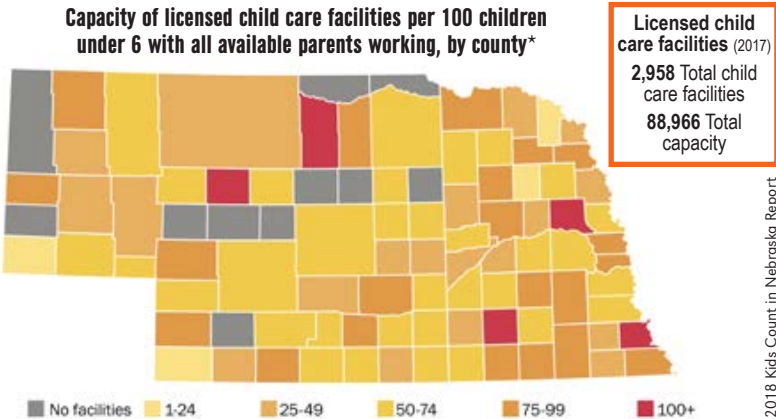 Capacity of licensed child care facilities per 100 children
under 6 with all available parents working, by county*
Licensed child
care facilities (2017)
2,958 Total child
care facilities
88,966 Total
capacity
2018 Kids Count in Nebraska Report
No facilities
1-24
25-49
50-74
75-99
100+